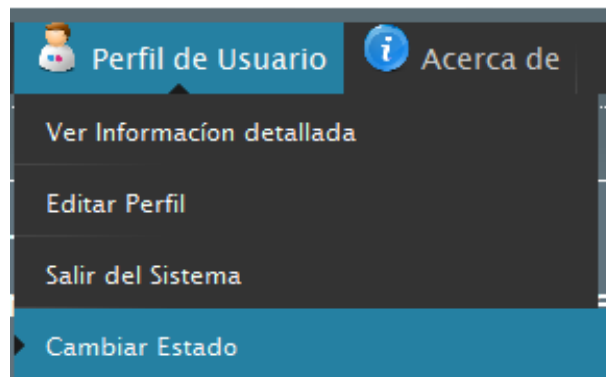 Perfil de Usuario
Acerca de
Ver Informacíon detallada
Editar Perfil
Salir del Sistema
Cambiar Estado